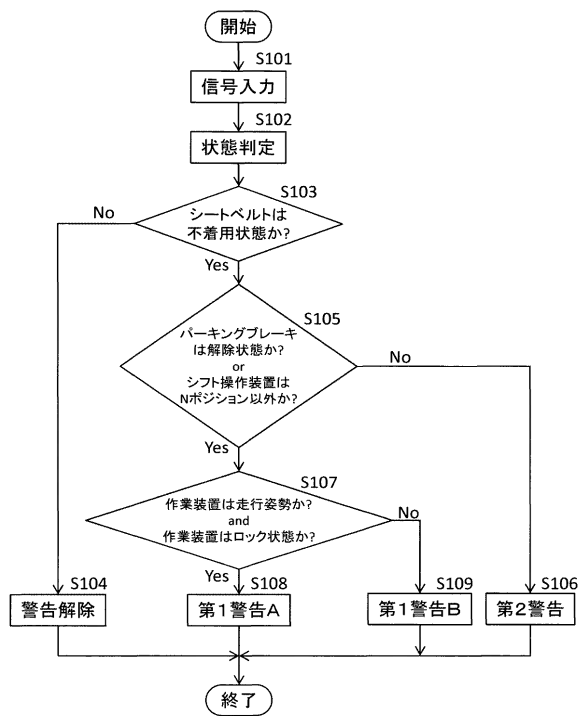 開始
S101
信号入力
S102
状態判定
S103
シートベルトは
不着用状態か?
No
Yes
S105
パーキングブレーキ
は解除状態か?
or
シフト操作装置は
Nポジション以外か?
No
Yes
S107
作業装置は走行姿勢か?
and
作業装置はロック状態か?
No
Yes
S104
警告解除
S108
第1警告A
S109
第1警告B
S106
第2警告
終了